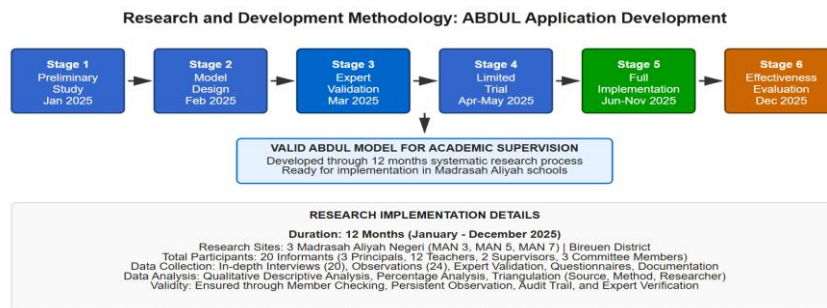 Research and Development Methodology: ABDUL Application Development
Stage 1
Preliminary
Study
Jan 2025
Stage 2
Model
Design
Feb 2025
Stage 3
Expert
Validation
Mar 2025
Stage 4
Limited
Trial
Apr-May 2025
Stage 5
Full
Implementation
Jun-Nov 2025
Stage 6
Effectiveness
Evaluation
Dec 2025
VALID ABDUL MODEL FOR ACADEMIC SUPERVISION
Developed through 12 months systematic research process
Ready for implementation in Madrasah Aliyah schools
RESEARCH IMPLEMENTATION DETAILS
Duration: 12 Months (January - December 2025)
Research Sites: 3 Madrasah Aliyah Negeri (MAN 3, MAN 5, MAN 7) | Bireuen District
Total Participants: 20 Informants (3 Principals, 12 Teachers, 2 Supervisors, 3 Committee Members)
Data Collection: In-depth Interviews (20), Observations (24), Expert Validation, Questionnaires, Documentation
Data Analysis: Qualitative Descriptive Analysis, Percentage Analysis, Triangulation (Source, Method, Researcher)
Validity: Ensured through Member Checking, Persistent Observation, Audit Trail, and Expert Verification